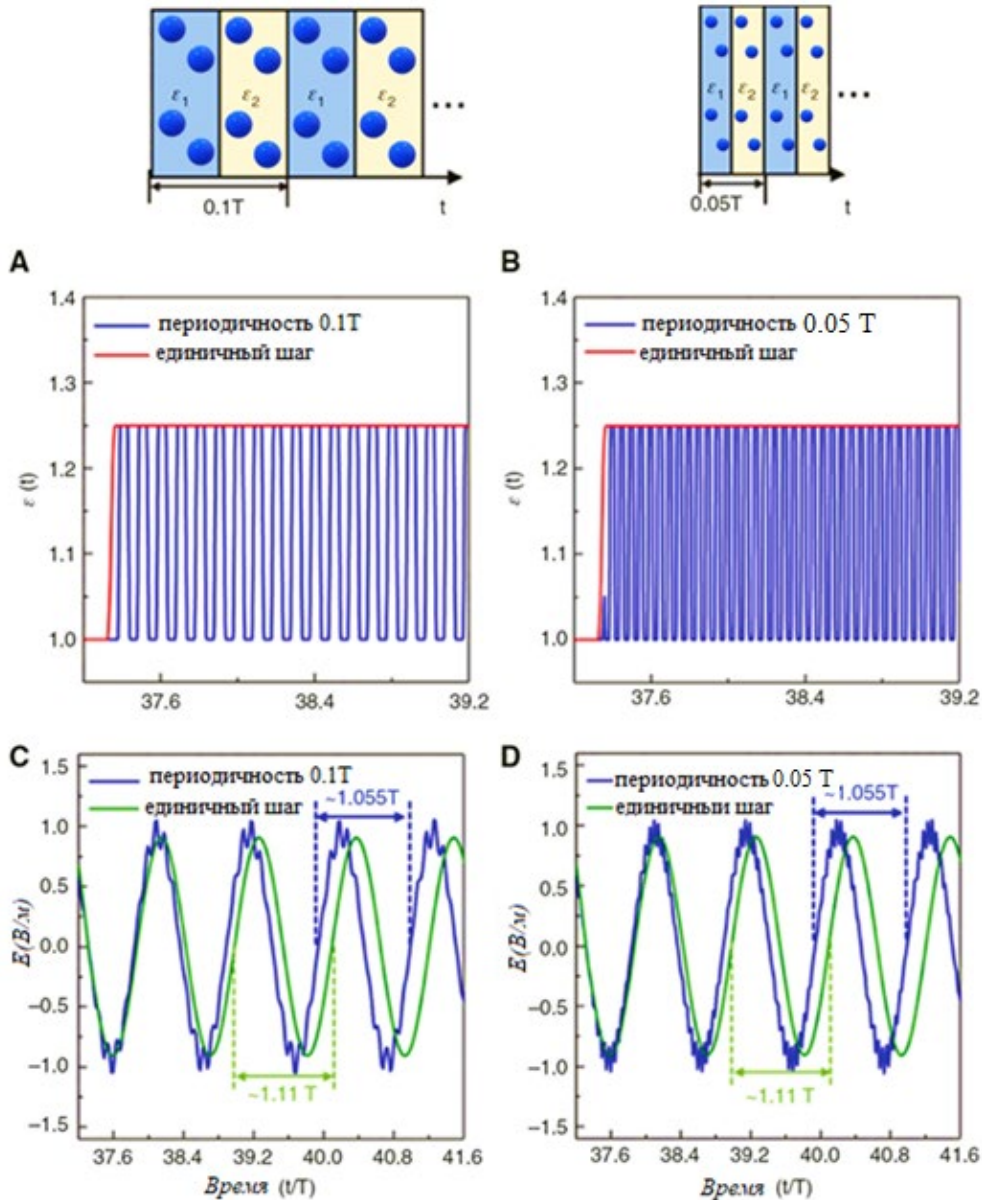 ε1 ε2 ε1 ε2 ...
0.1T t
ε1 ε2 ε1 ε2 ...
0.05T t
A
1.4
1.3
1.2
1.1
1.0
ε (t)
периодичность 0.1T
единичный шаг
37.6 38.4 39.2
B
1.4
1.3
1.2
1.1
1.0
ε (t)
периодичность 0.05 T
единичный шаг
37.6 38.4 39.2
C
1.5
1.0
0.5
0.0
−0.5
−1.0
−1.5
E(В/м)
периодичность 0.1T
единичный шаг
~1.055T
~1.11 T
37.6 38.4 39.2 40.0 40.8 41.6
Время (t/T)
D
1.5
1.0
0.5
0.0
−0.5
−1.0
−1.5
E(В/м)
периодичность 0.05 T
единичныи шаг
~1.055T
~1.11 T
37.6 38.4 39.2 40.0 40.8 41.6
Время (t/T)